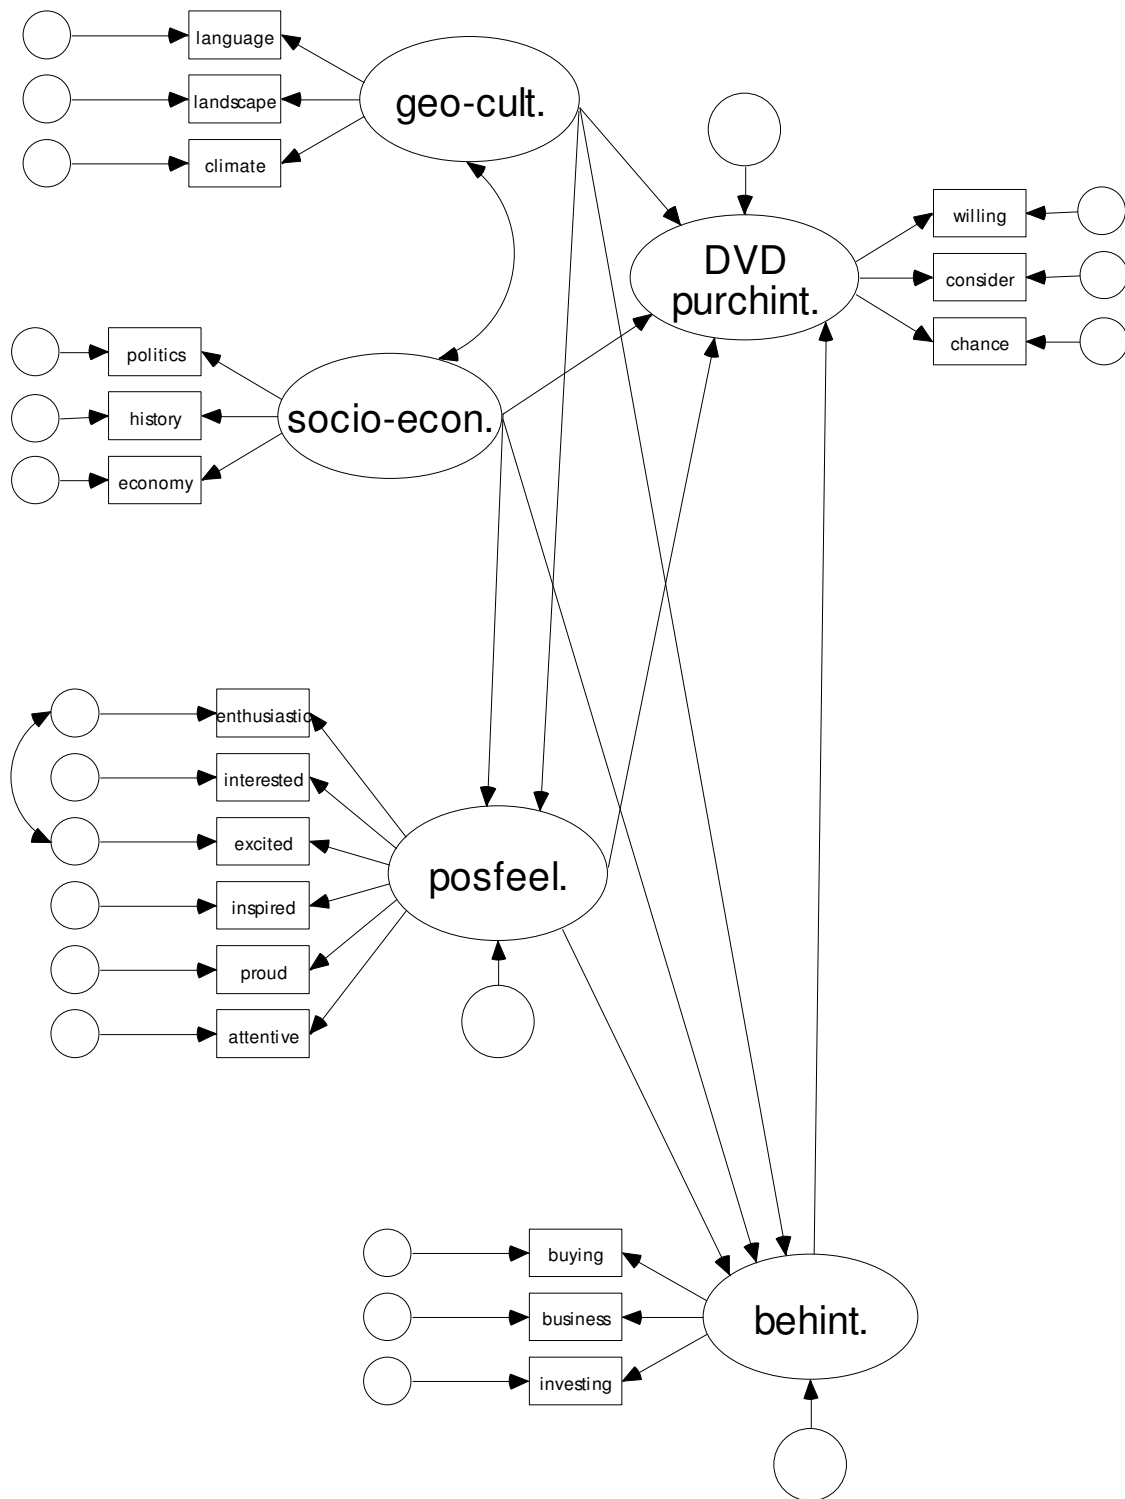 language
landscape
climate
geo-cult.
DVD
purchint.
willing
consider
chance
politics
history
economy
socio-econ.
enthusiastic
interested
excited
inspired
proud
attentive
posfeel.
buying
business
investing
behint.